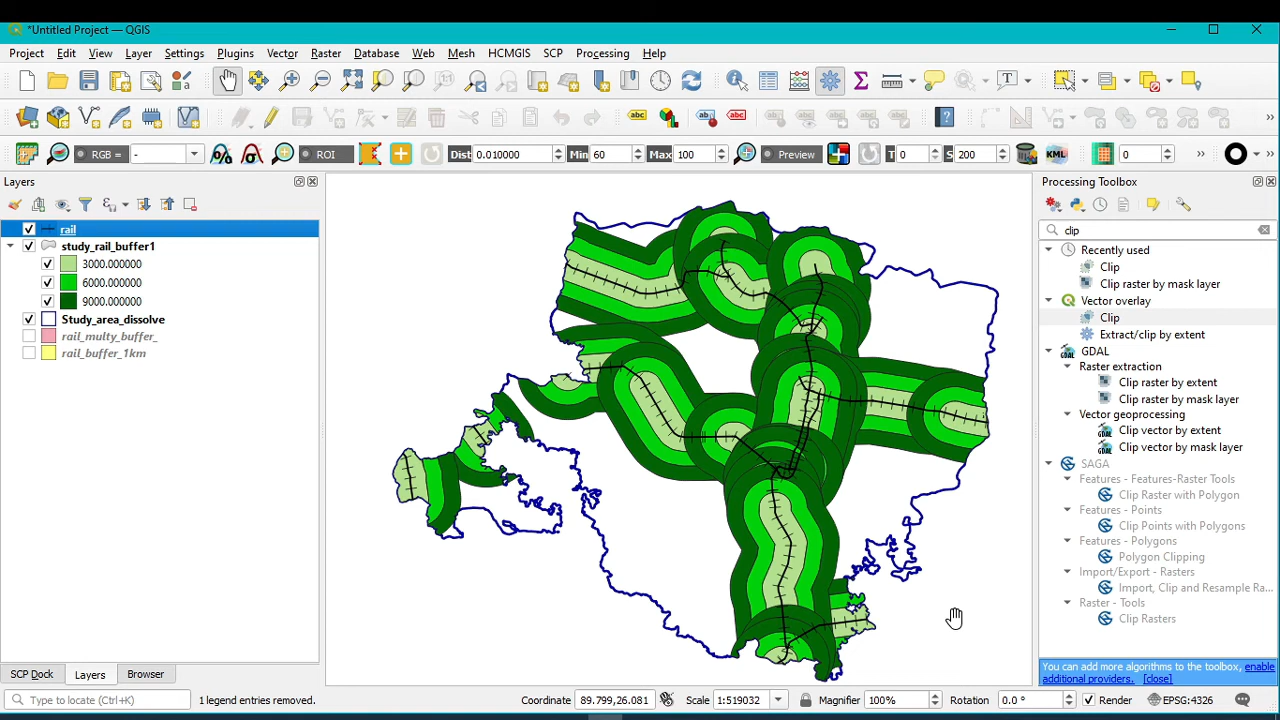 *Untitled Project — QGIS
Project Edit View Layer Settings Plugins Vector Raster Database Web Mesh HCMGIS SCP Processing Help
abc abc abc
RGB = - ROI Dist 0.010000 Min 60 Max 100 Preview T 0 S 200 KML 0
Layers
rail
study_rail_buffer1
3000.000000
6000.000000
9000.000000
Study_area_dissolve
rail_multy_buffer_
rail_buffer_1km
Processing Toolbox
clip
Recently used
Clip
Clip raster by mask layer
Vector overlay
Clip
Extract/clip by extent
GDAL
Raster extraction
Clip raster by extent
Clip raster by mask layer
Vector geoprocessing
Clip vector by extent
Clip vector by mask layer
SAGA
Features - Features-Raster Tools
Clip Raster with Polygon
Features - Points
Clip Points with Polygons
Features - Polygons
Polygon Clipping
Import/Export - Rasters
Import, Clip and Resample Ra...
Raster - Tools
Clip Rasters
You can add more algorithms to the toolbox, enable
additional providers. [close]
SCP Dock Layers Browser
Type to locate (Ctrl+K) 1 legend entries removed. Coordinate 89.799,26.081 Scale 1:519032 Magnifier 100% Rotation 0.0 ° Render EPSG:4326